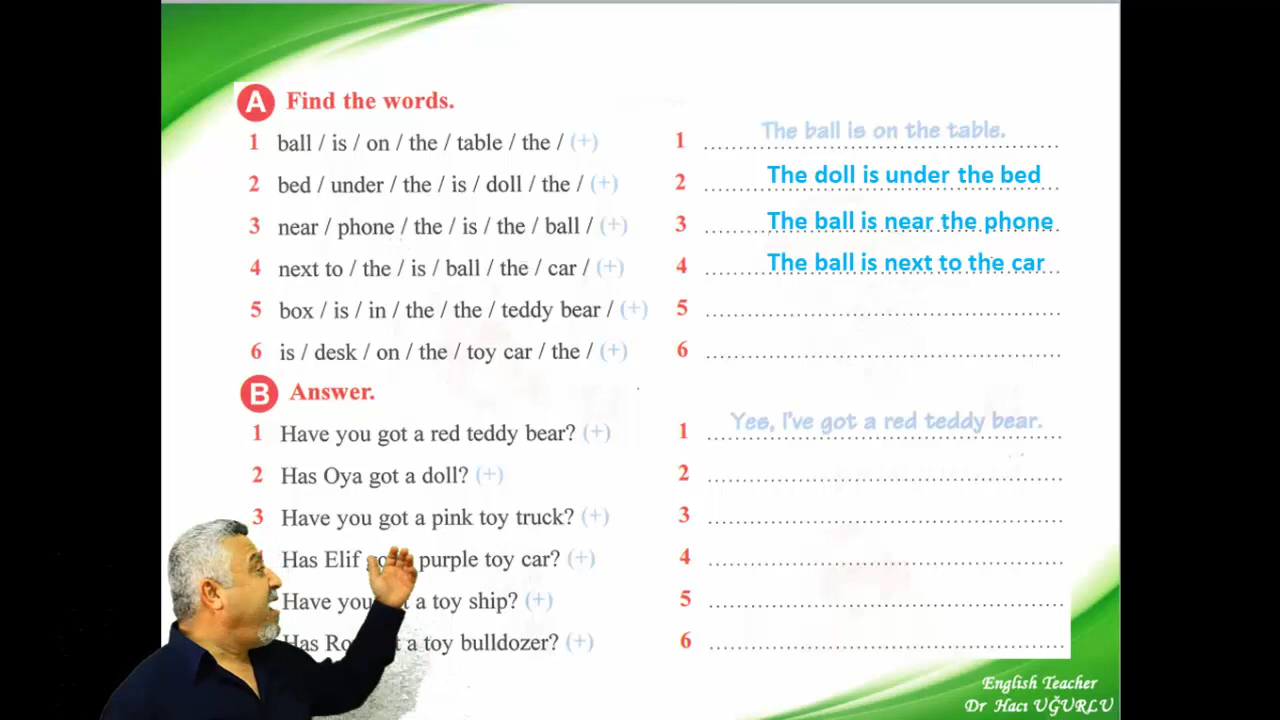 A Find the words.
1 ball / is / on / the / table / the / (+) 1 The ball is on the table.
2 bed / under / the / is / doll / the / (+) 2 The doll is under the bed
3 near / phone / the / is / the / ball / (+) 3 The ball is near the phone
4 next to / the / is / ball / the / car / (+) 4 The ball is next to the car
5 box / is / in / the / the / teddy bear / (+) 5
6 is / desk / on / the / toy car / the / (+) 6
B Answer.
1 Have you got a red teddy bear? (+) 1 Yes, I've got a red teddy bear.
2 Has Oya got a doll? (+) 2
3 Have you got a pink toy truck? (+) 3
Has Elif purple toy car? (+) 4
Have you a toy ship? (+) 5
Has a toy bulldozer? (+) 6
English Teacher
Dr Hacı UĞURLU